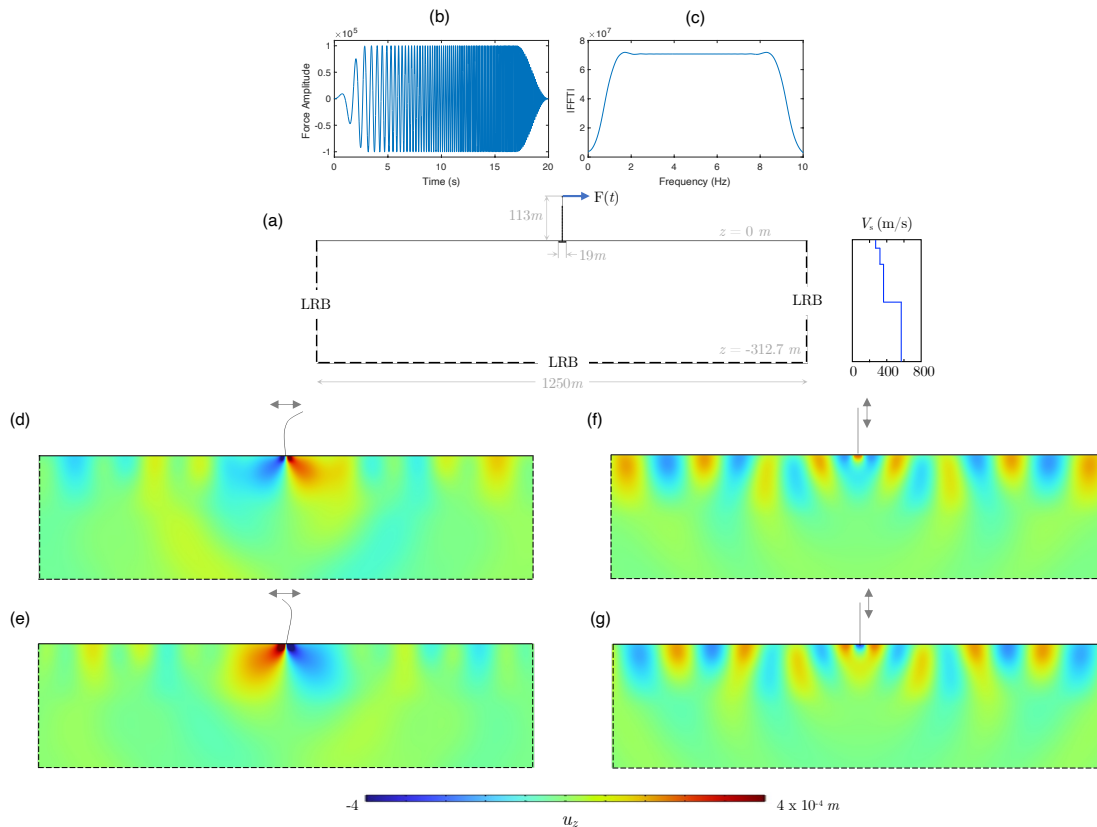 (b)
(c)
×10^5
1
0.5
0
-0.5
-1
Force Amplitude
0 5 10 15 20
Time (s)
×10^7
8
6
4
2
0
|FFT|
0 2 4 6 8 10
Frequency (Hz)
(a)
F(t)
113m
z = 0 m
19m
LRB
LRB
LRB
z = -312.7 m
1250m
V_s (m/s)
0 400 800
(d)
(f)
(e)
(g)
-4
4 x 10^-4 m
u_z